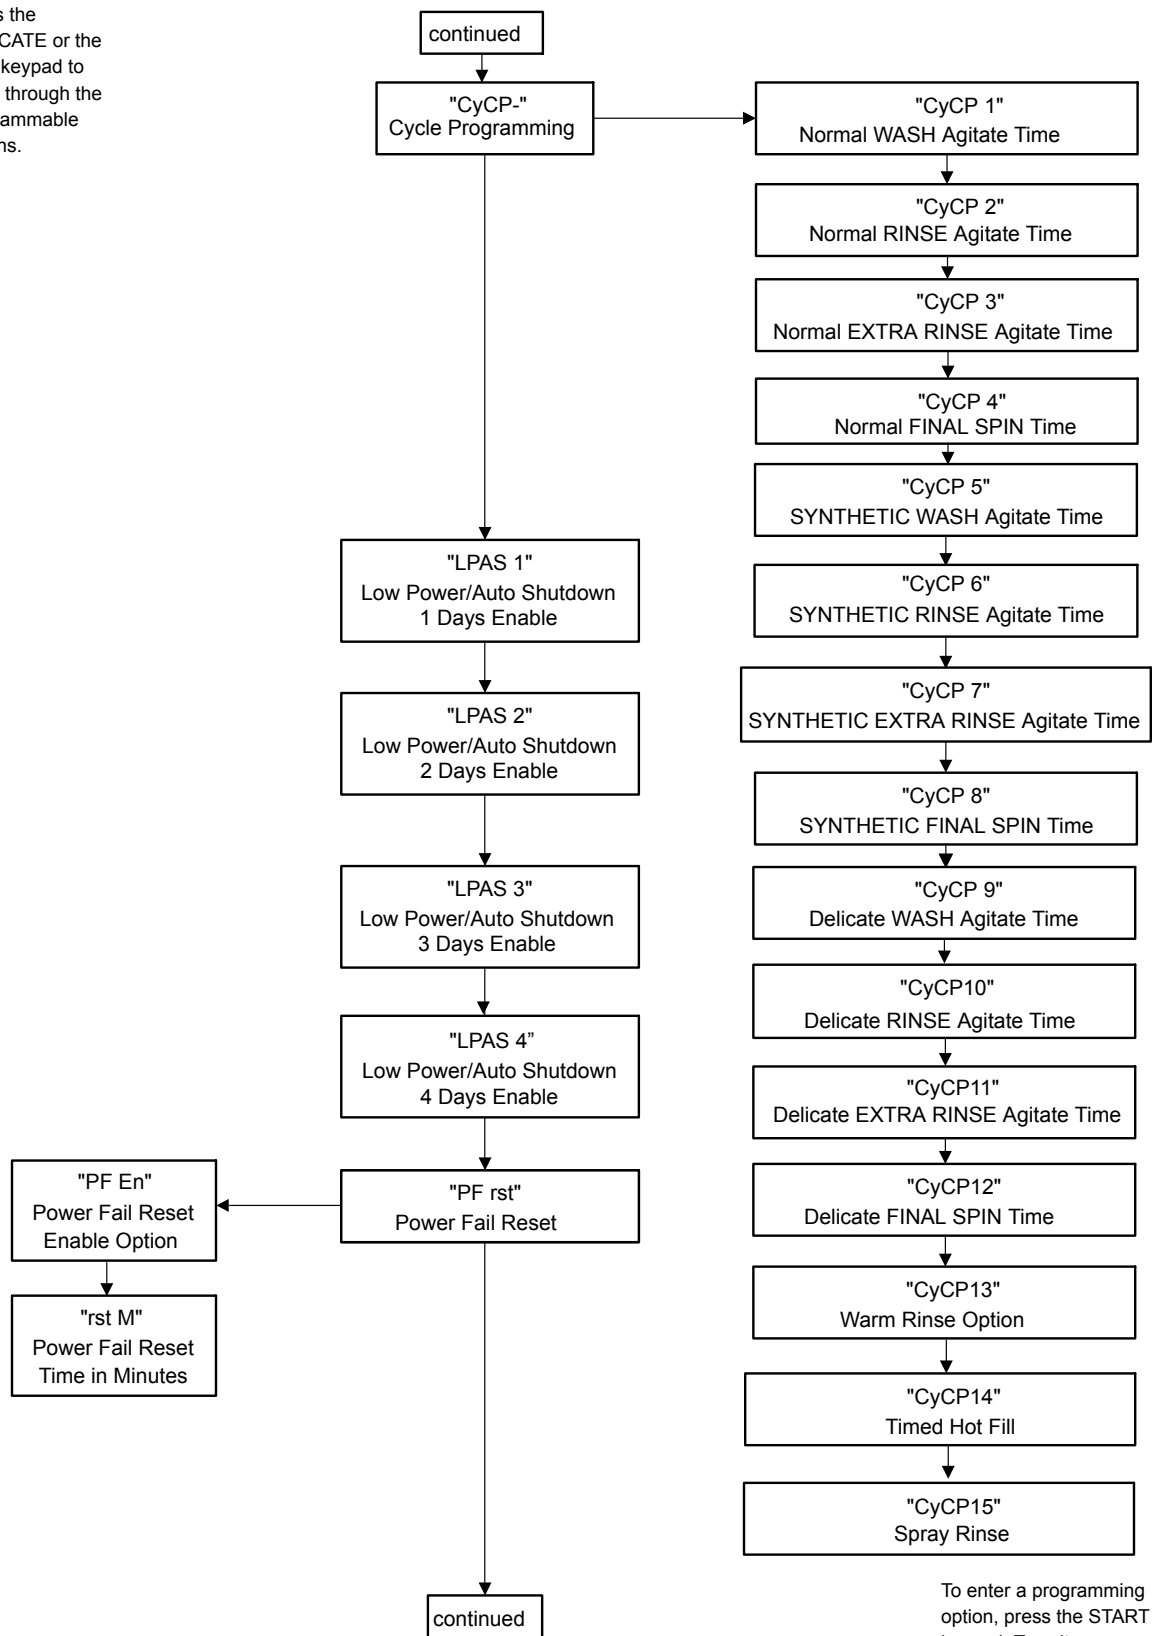 s the
CATE or the
keypad to
through the
ammable
ns.
continued
"CyCP-"
Cycle Programming
"CyCP 1"
Normal WASH Agitate Time
"CyCP 2"
Normal RINSE Agitate Time
"CyCP 3"
Normal EXTRA RINSE Agitate Time
"CyCP 4"
Normal FINAL SPIN Time
"CyCP 5"
SYNTHETIC WASH Agitate Time
"CyCP 6"
SYNTHETIC RINSE Agitate Time
"CyCP 7"
SYNTHETIC EXTRA RINSE Agitate Time
"CyCP 8"
SYNTHETIC FINAL SPIN Time
"CyCP 9"
Delicate WASH Agitate Time
"CyCP10"
Delicate RINSE Agitate Time
"CyCP11"
Delicate EXTRA RINSE Agitate Time
"CyCP12"
Delicate FINAL SPIN Time
"CyCP13"
Warm Rinse Option
"CyCP14"
Timed Hot Fill
"CyCP15"
Spray Rinse
"LPAS 1"
Low Power/Auto Shutdown
1 Days Enable
"LPAS 2"
Low Power/Auto Shutdown
2 Days Enable
"LPAS 3"
Low Power/Auto Shutdown
3 Days Enable
"LPAS 4”
Low Power/Auto Shutdown
4 Days Enable
"PF rst"
Power Fail Reset
"PF En"
Power Fail Reset
Enable Option
"rst M"
Power Fail Reset
Time in Minutes
continued
To enter a programming
option, press the START